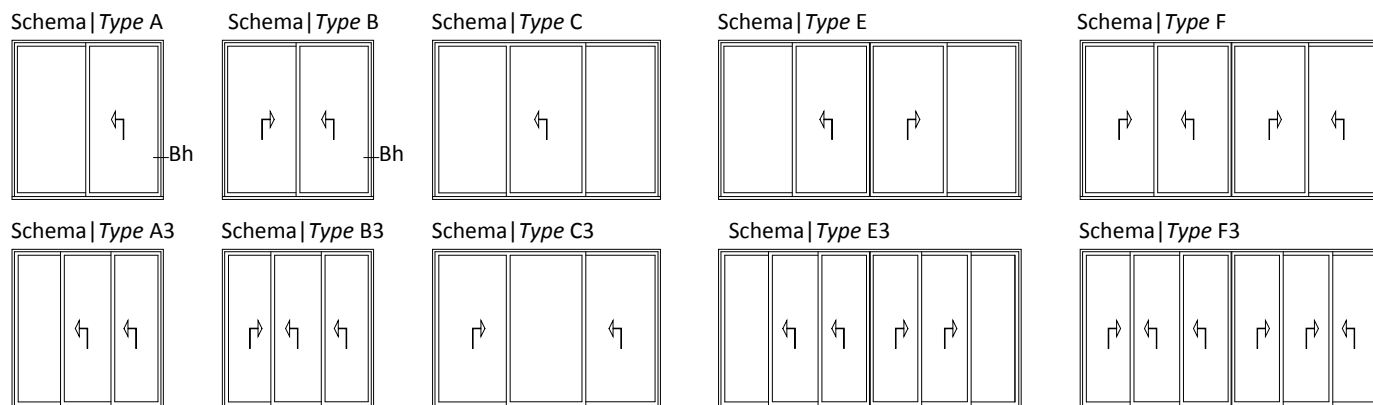 Schema|Type A
Schema|Type B
Schema|Type C
Schema|Type E
Schema|Type F
Bh
Bh
Schema|Type A3
Schema|Type B3
Schema|Type C3
Schema|Type E3
Schema|Type F3